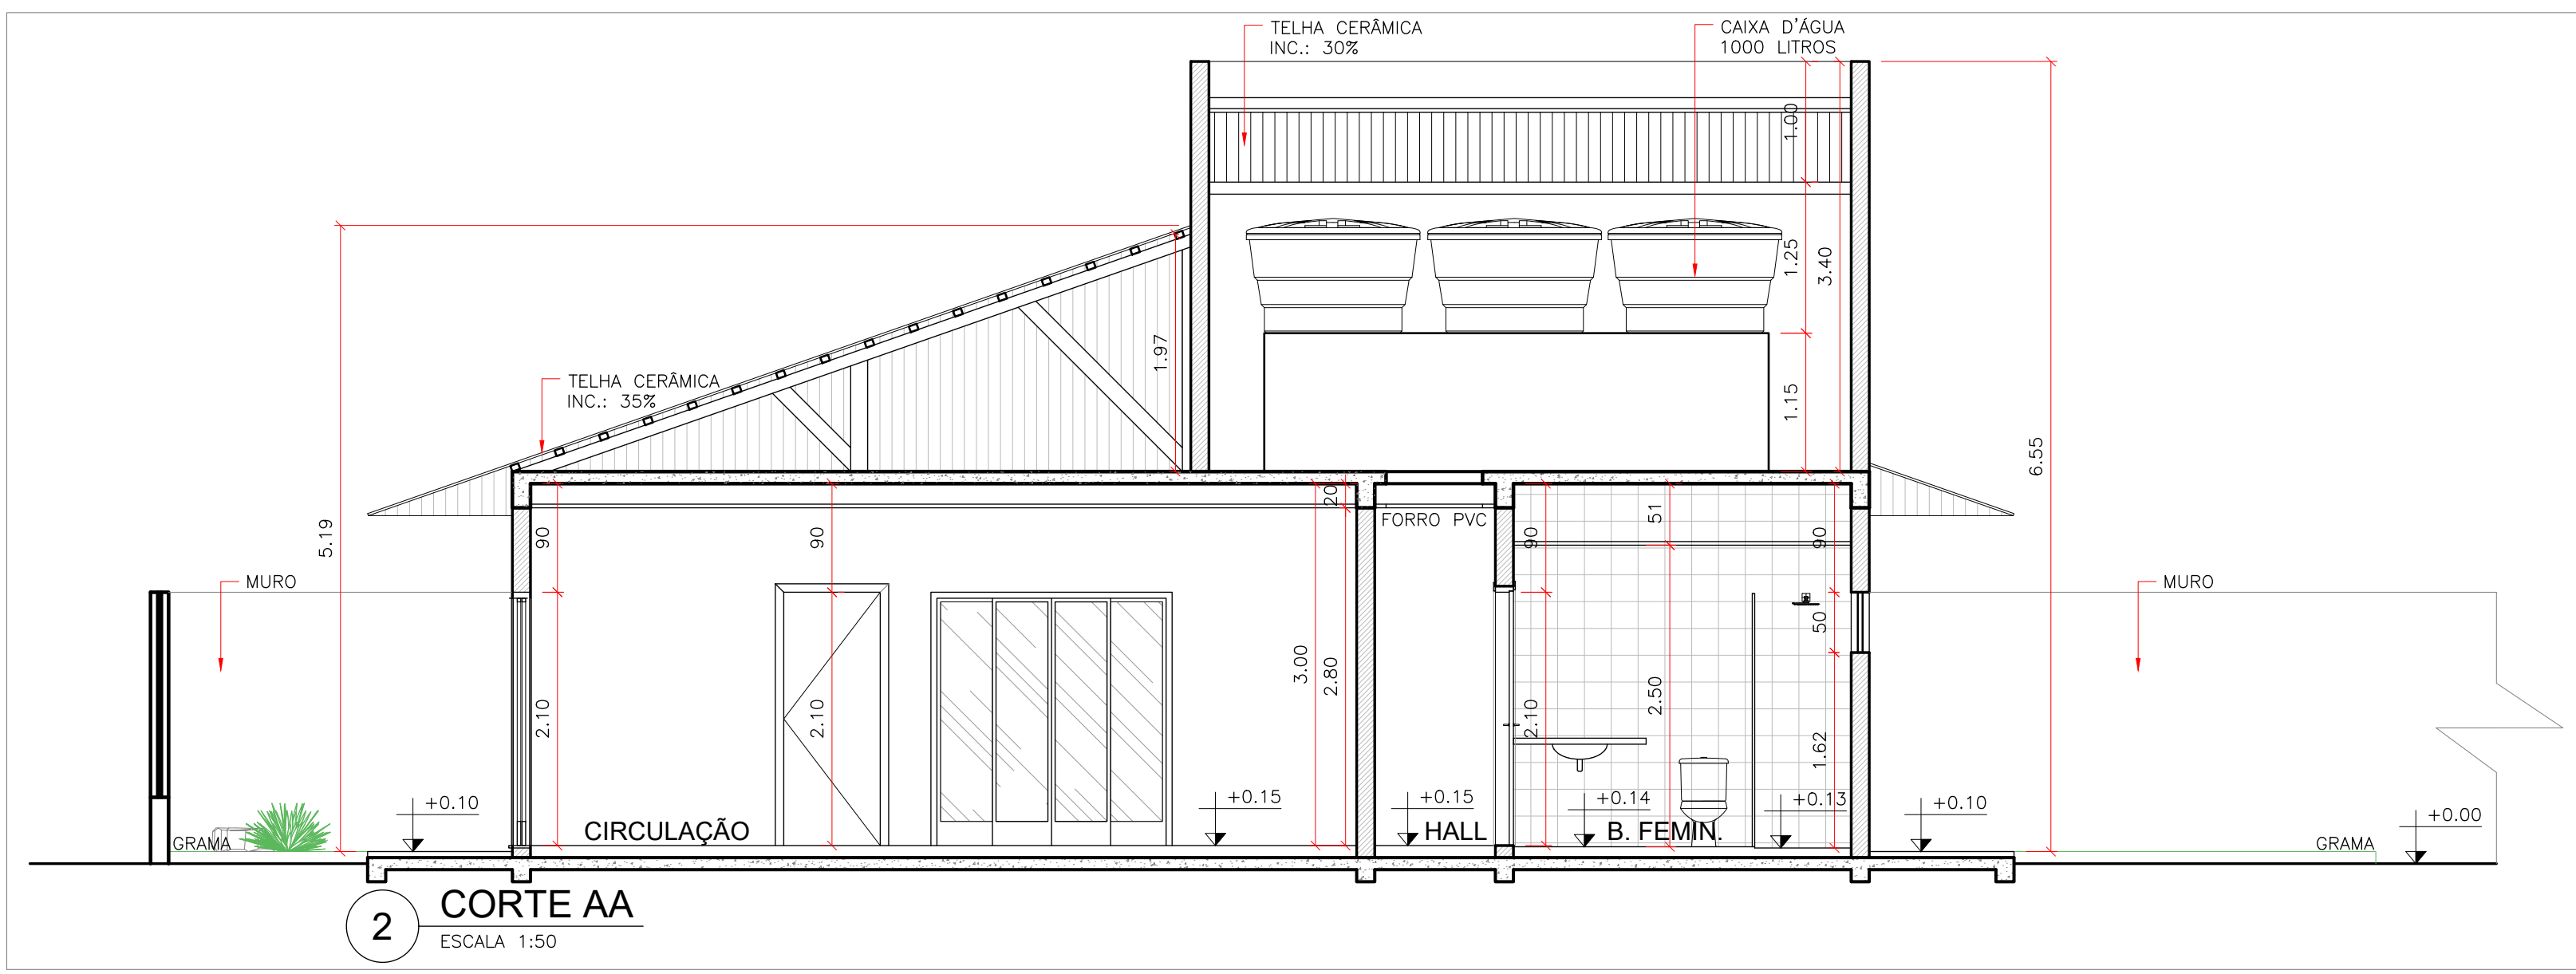 TELHA CERÂMICA
INC.: 30%
CAIXA D'ÁGUA
1000 LITROS
1.00
1.25
3.40
1.15
6.55
1.97
TELHA CERÂMICA
INC.: 35%
5.19
MURO
90
90
20
FORRO PVC
90
51
90
MURO
2.10
2.10
3.00
2.80
2.10
2.50
50
1.62
+0.10
+0.15
+0.15
+0.14
+0.13
+0.10
+0.00
GRAMA
CIRCULAÇÃO
HALL
B. FEMIN.
GRAMA
2
CORTE AA
ESCALA 1:50